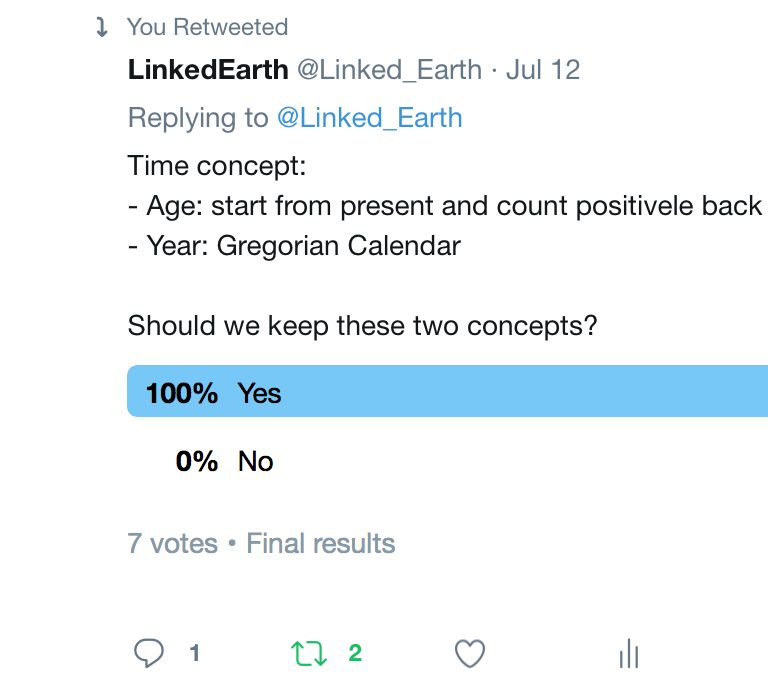 You Retweeted
LinkedEarth @Linked_Earth · Jul 12
Replying to @Linked_Earth
Time concept:
- Age: start from present and count positivele back
- Year: Gregorian Calendar
Should we keep these two concepts?
100% Yes
0% No
7 votes • Final results
1 2